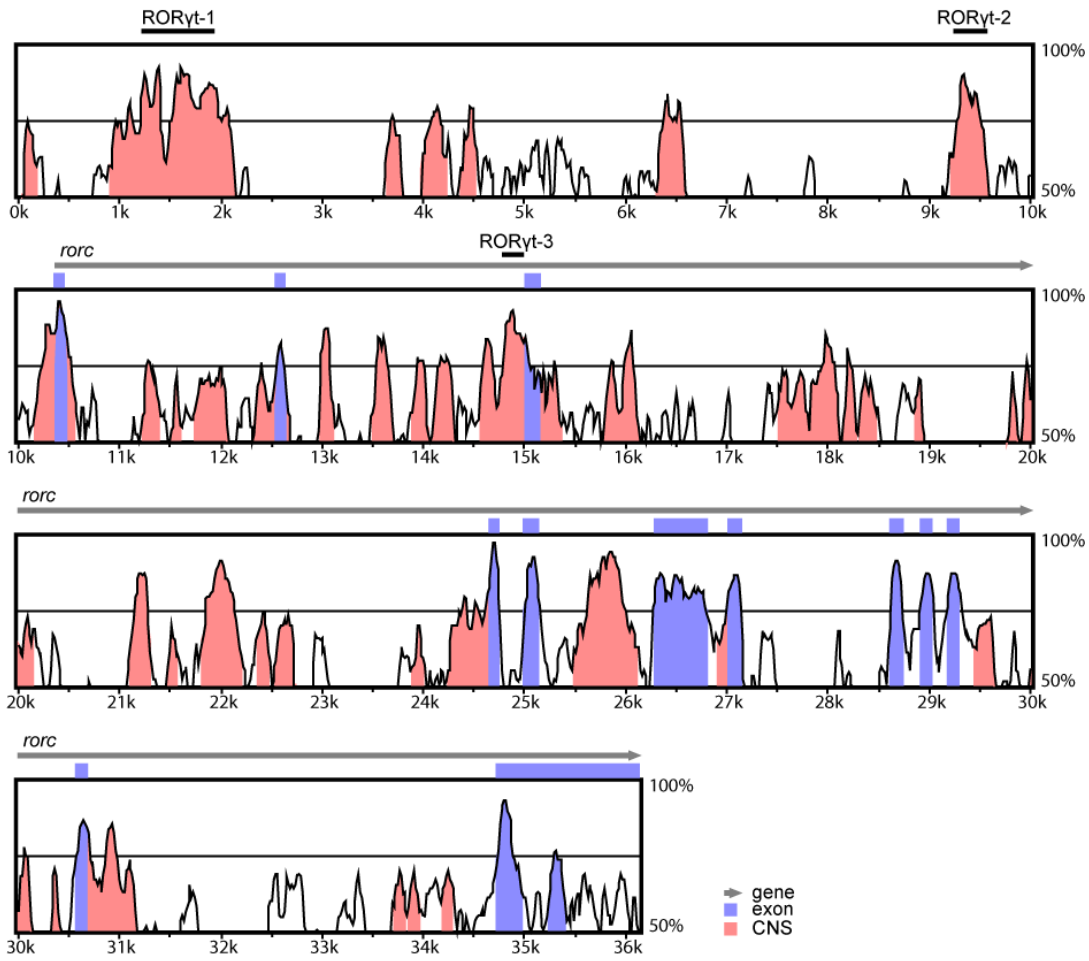 RORγt-1 RORγt-2
100%
50%
0k 1k 2k 3k 4k 5k 6k 7k 8k 9k 10k
RORγt-3
rorc
100%
50%
10k 11k 12k 13k 14k 15k 16k 17k 18k 19k 20k
rorc
100%
50%
20k 21k 22k 23k 24k 25k 26k 27k 28k 29k 30k
rorc
100%
50%
30k 31k 32k 33k 34k 35k 36k
gene
exon
CNS